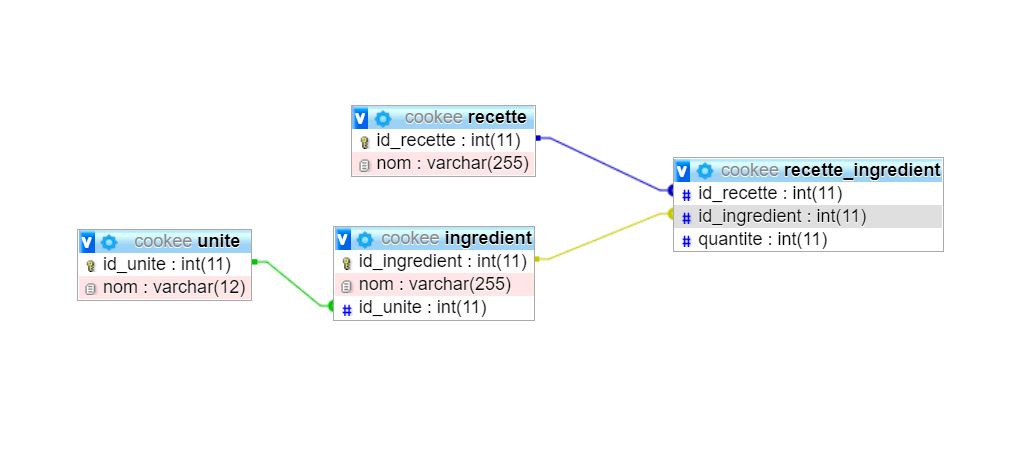 cookee recette
id_recette : int(11)
nom : varchar(255)
cookee recette_ingredient
id_recette : int(11)
id_ingredient : int(11)
quantite : int(11)
cookee unite
id_unite : int(11)
nom : varchar(12)
cookee ingredient
id_ingredient : int(11)
nom : varchar(255)
id_unite : int(11)